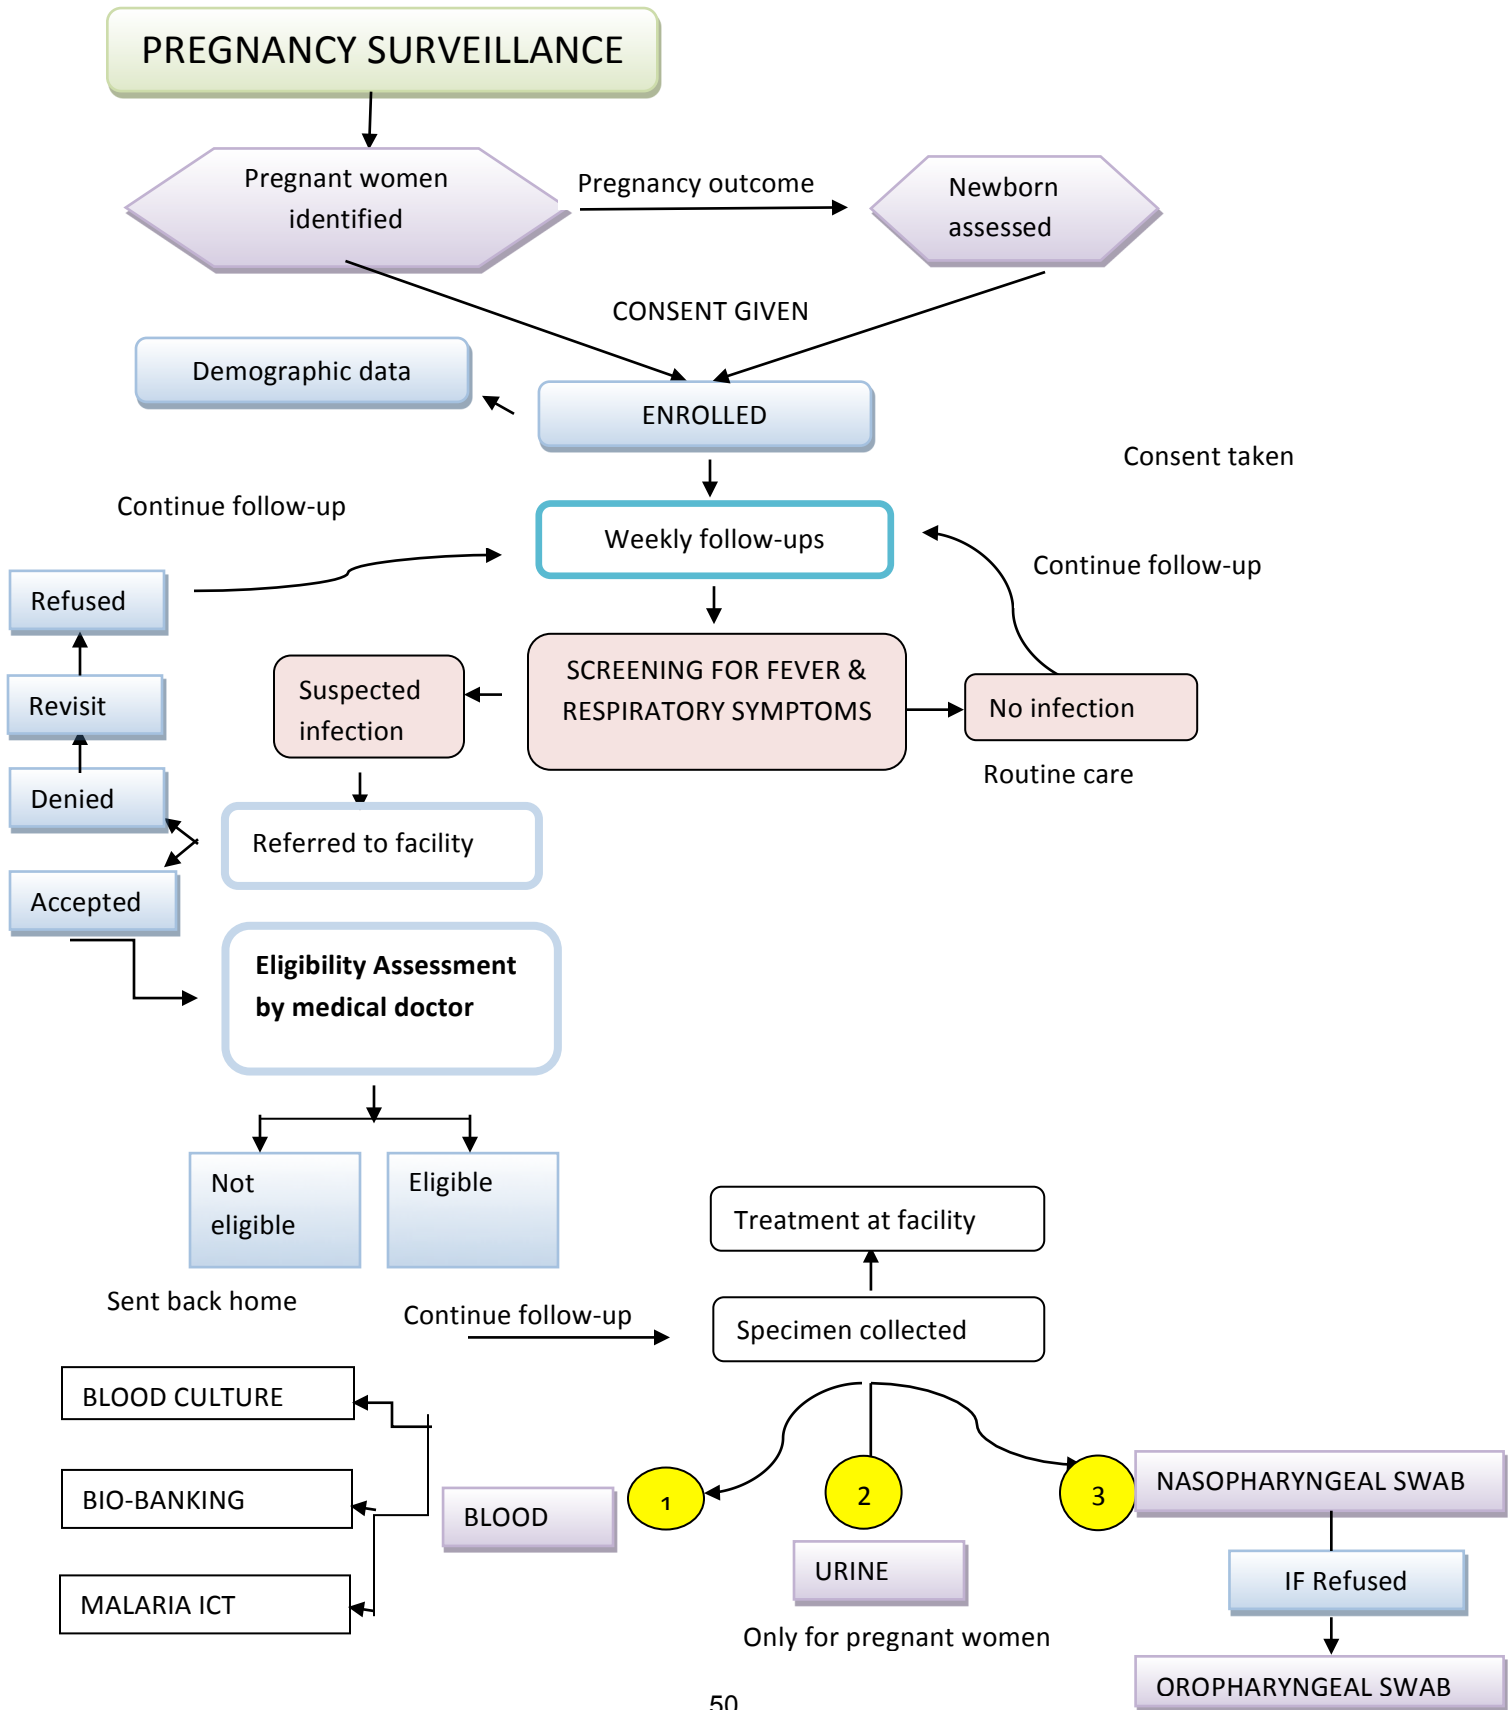 PREGNANCY SURVEILLANCE
Pregnant women
identified
Pregnancy outcome
Newborn
assessed
CONSENT GIVEN
Demographic data
ENROLLED
Consent taken
Continue follow-up
Weekly follow-ups
Continue follow-up
Refused
SCREENING FOR FEVER &
RESPIRATORY SYMPTOMS
Suspected
infection
Revisit
No infection
Routine care
Denied
Referred to facility
Accepted
Eligibility Assessment
by medical doctor
Not
eligible
Eligible
Treatment at facility
Sent back home
Continue follow-up
Specimen collected
BLOOD CULTURE
BIO-BANKING
MALARIA ICT
BLOOD
1
2
3
NASOPHARYNGEAL SWAB
URINE
IF Refused
Only for pregnant women
OROPHARYNGEAL SWAB
50